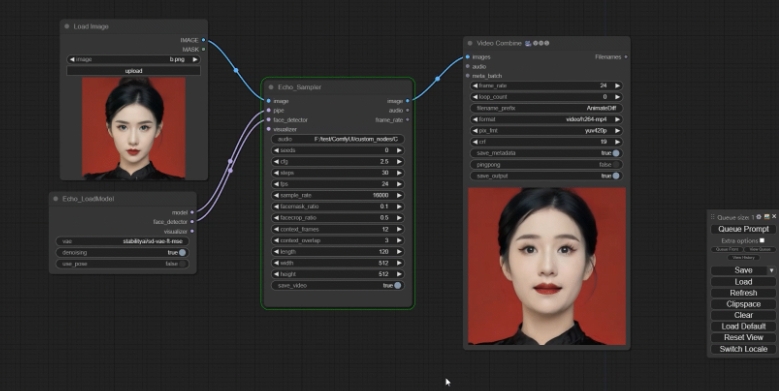 Load Image
IMAGE
MASK
image b.png
upload
Echo_LoadModel
model
face_detector
visualizer
vae stabilityai/sd-vae-ft-mse
denoising true
use_pose false
Echo_Sampler
image image
pipe audio
face_detector frame_rate
visualizer
audio F:/test/ComfyUI/custom_nodes/C
seeds 0
cfg 2.5
steps 30
fps 24
sample_rate 16000
facemask_ratio 0.1
facecrop_ratio 0.5
context_frames 12
context_overlap 3
length 120
width 512
height 512
save_video true
Video Combine
images Filenames
audio
meta_batch
frame_rate 24
loop_count 0
filename_prefix AnimateDiff
format video/h264-mp4
pix_fmt yuv420p
crf 19
save_metadata true
pingpong false
save_output true
Queue size: 1
Queue Prompt
Extra options
Queue Front View Queue
View History
Save
Load
Refresh
Clipspace
Clear
Load Default
Reset View
Switch Locale